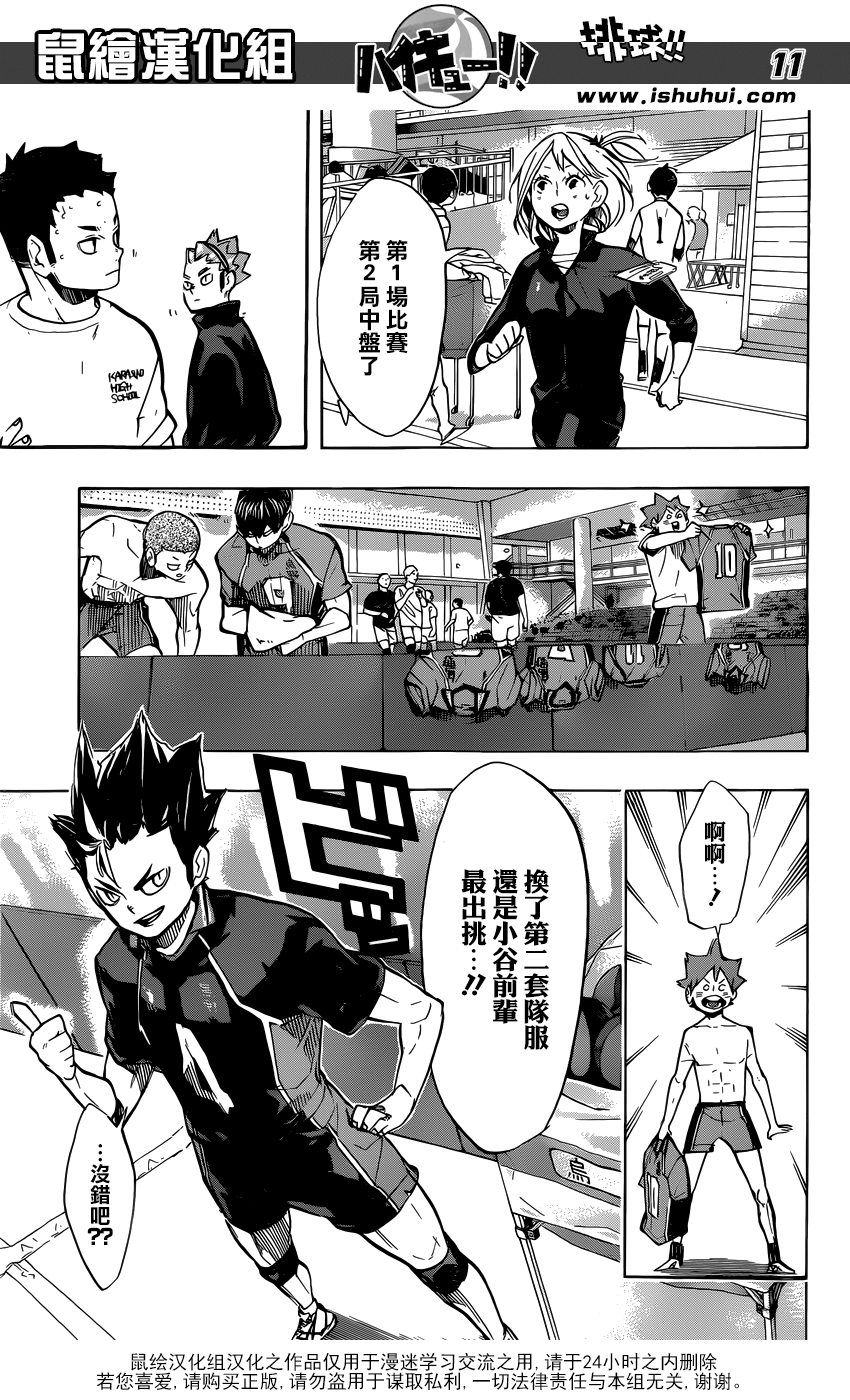 鼠繪漢化組
ハイキュー!!
排球!!
11
www.ishuhui.com
第1場比賽
第2局中盤了
KARASUNO
HIGH
SCHOOL
1
10
啊啊…!
換了第二套隊服
還是小谷前輩
最出挑…!!
烏
…沒錯吧??
鼠绘汉化组汉化之作品仅用于漫迷学习交流之用, 请于24小时之内删除
若您喜爱, 请购买正版, 请勿盗用于谋取私利, 一切法律责任与本组无关, 谢谢。